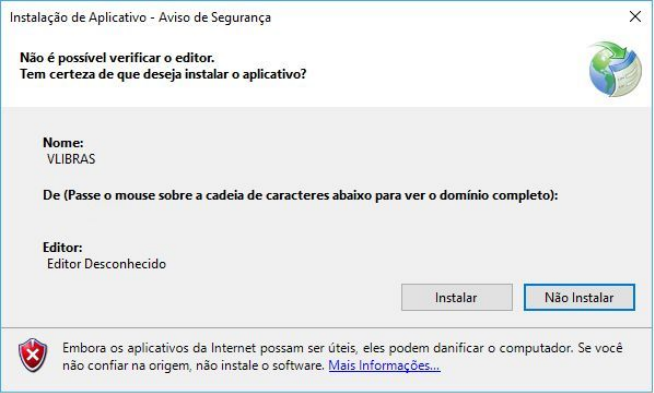 Instalação de Aplicativo - Aviso de Segurança
Não é possível verificar o editor.
Tem certeza de que deseja instalar o aplicativo?
Nome:
VLIBRAS
De (Passe o mouse sobre a cadeia de caracteres abaixo para ver o domínio completo):
Editor:
Editor Desconhecido
Instalar
Não Instalar
Embora os aplicativos da Internet possam ser úteis, eles podem danificar o computador. Se você
não confiar na origem, não instale o software. Mais Informações...